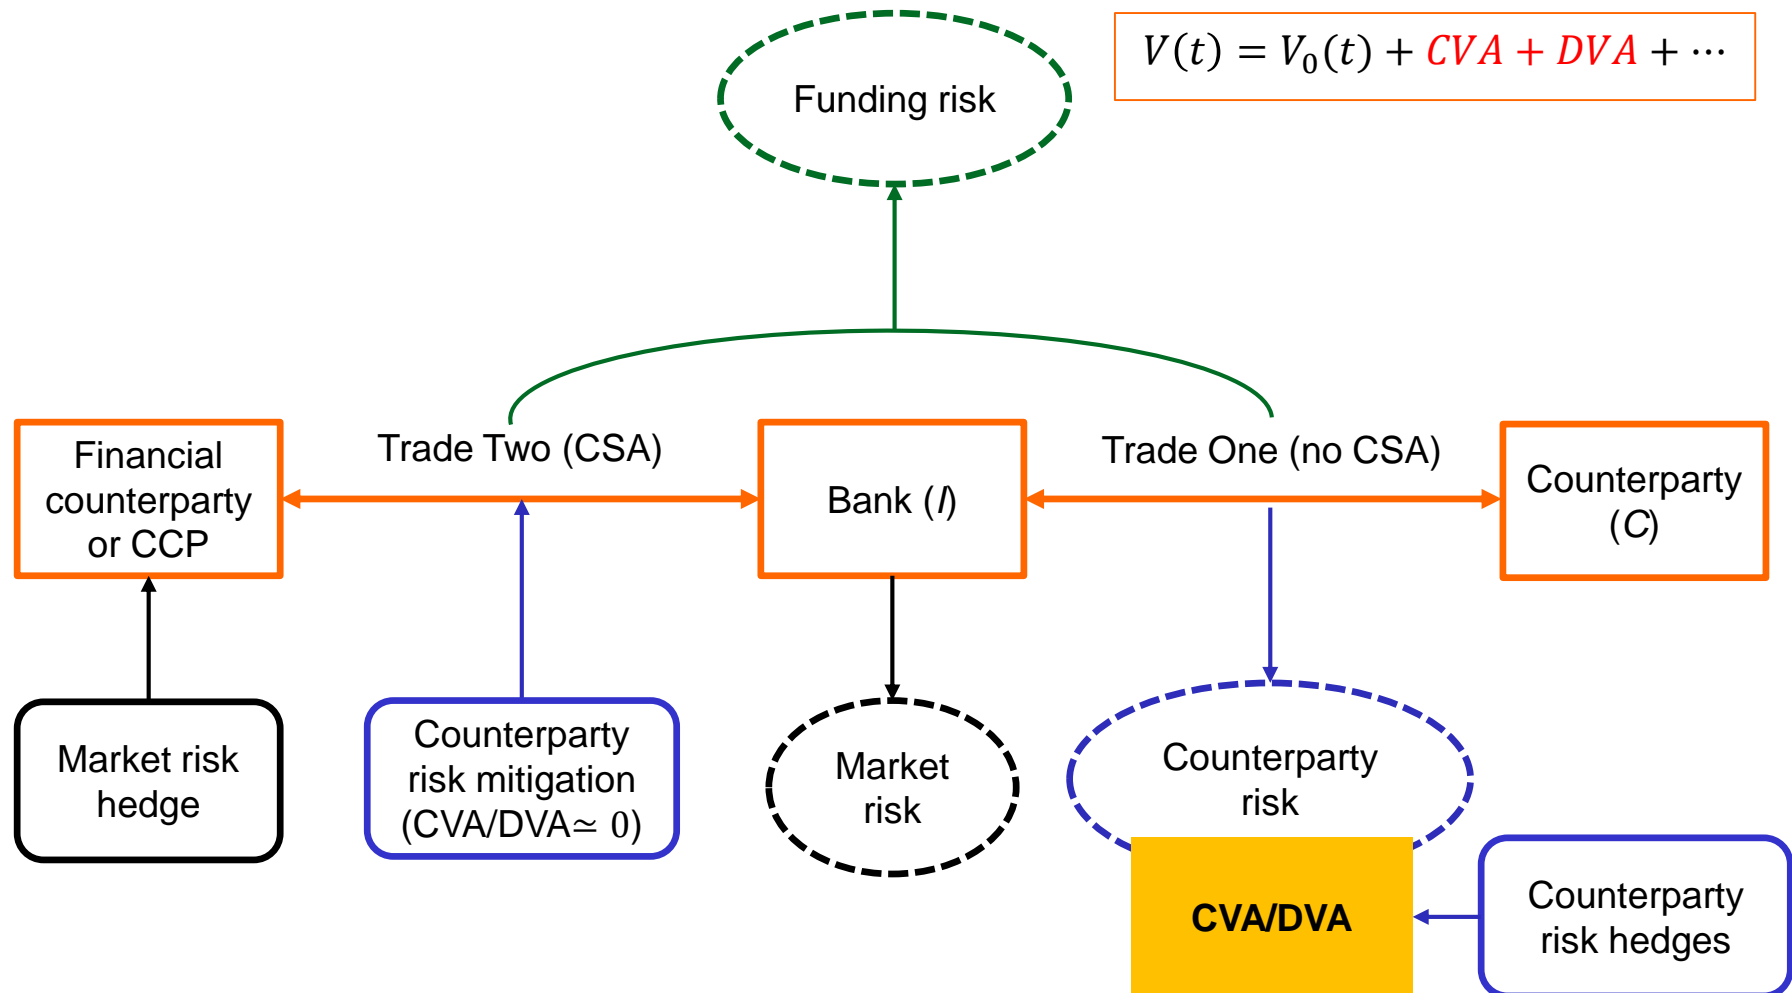 V(t) = V₀(t) + CVA + DVA + ⋯
Funding risk
Financial
counterparty
or CCP
Trade Two (CSA)
Bank (I)
Trade One (no CSA)
Counterparty
(C)
Market risk
hedge
Counterparty
risk mitigation
(CVA/DVA≃ 0)
Market
risk
Counterparty
risk
CVA/DVA
Counterparty
risk hedges